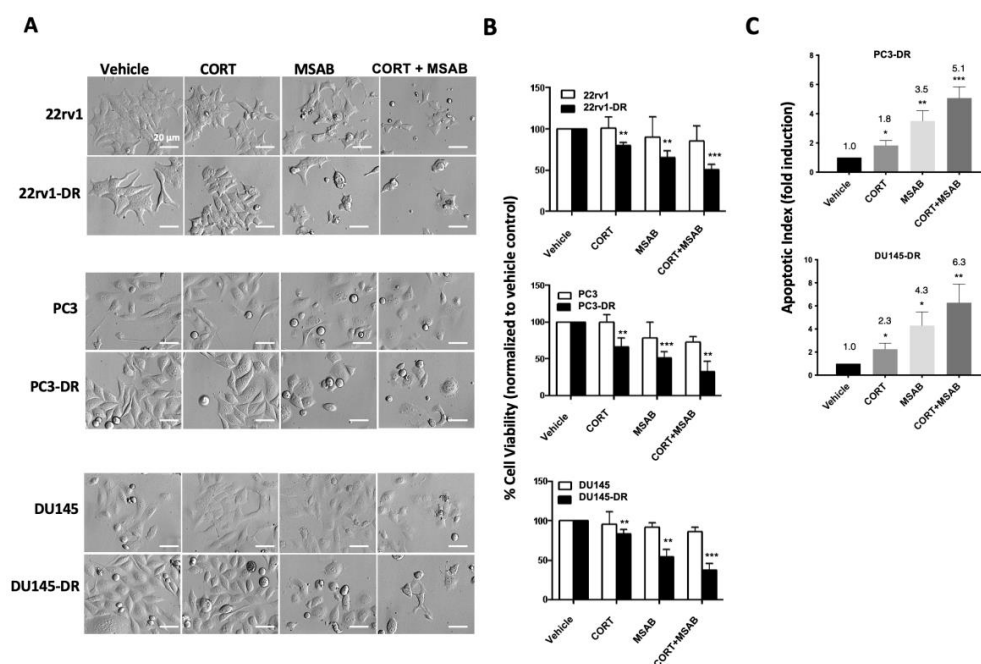 A
Vehicle CORT MSAB CORT + MSAB
22rv1
20 µm
22rv1-DR
PC3
PC3-DR
DU145
DU145-DR
B
% Cell Viability (normalized to vehicle control)
22rv1
22rv1-DR
150
100
50
0
** ** ***
Vehicle CORT MSAB CORT+MSAB
PC3
PC3-DR
150
100
50
0
** *** **
Vehicle CORT MSAB CORT+MSAB
DU145
DU145-DR
150
100
50
0
** ** ***
Vehicle CORT MSAB CORT+MSAB
C
Apoptotic Index (fold induction)
PC3-DR
8
6
4
2
0
1.0 1.8 3.5 5.1
* ** ***
Vehicle CORT MSAB CORT+MSAB
DU145-DR
10
8
6
4
2
0
1.0 2.3 4.3 6.3
* * **
Vehicle CORT MSAB CORT+MSAB